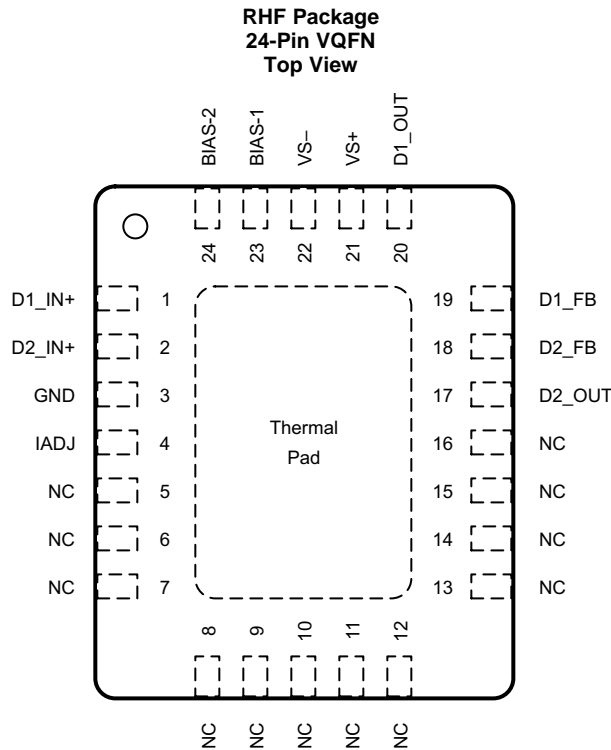 RHF Package
24-Pin VQFN
Top View
BIAS-2
BIAS-1
VS–
VS+
D1_OUT
24
23
22
21
20
D1_IN+ 1
D2_IN+ 2
GND 3
IADJ 4
NC 5
NC 6
NC 7
Thermal
Pad
19 D1_FB
18 D2_FB
17 D2_OUT
16 NC
15 NC
14 NC
13 NC
8
9
10
11
12
NC
NC
NC
NC
NC